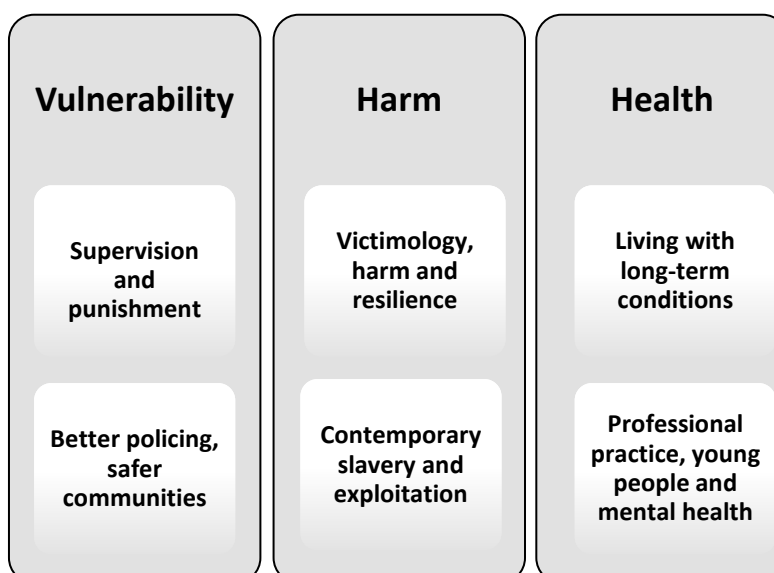 Vulnerability
Supervision
and
punishment
Better policing,
safer
communities
Harm
Victimology,
harm and
resilience
Contemporary
slavery and
exploitation
Health
Living with
long-term
conditions
Professional
practice, young
people and
mental health